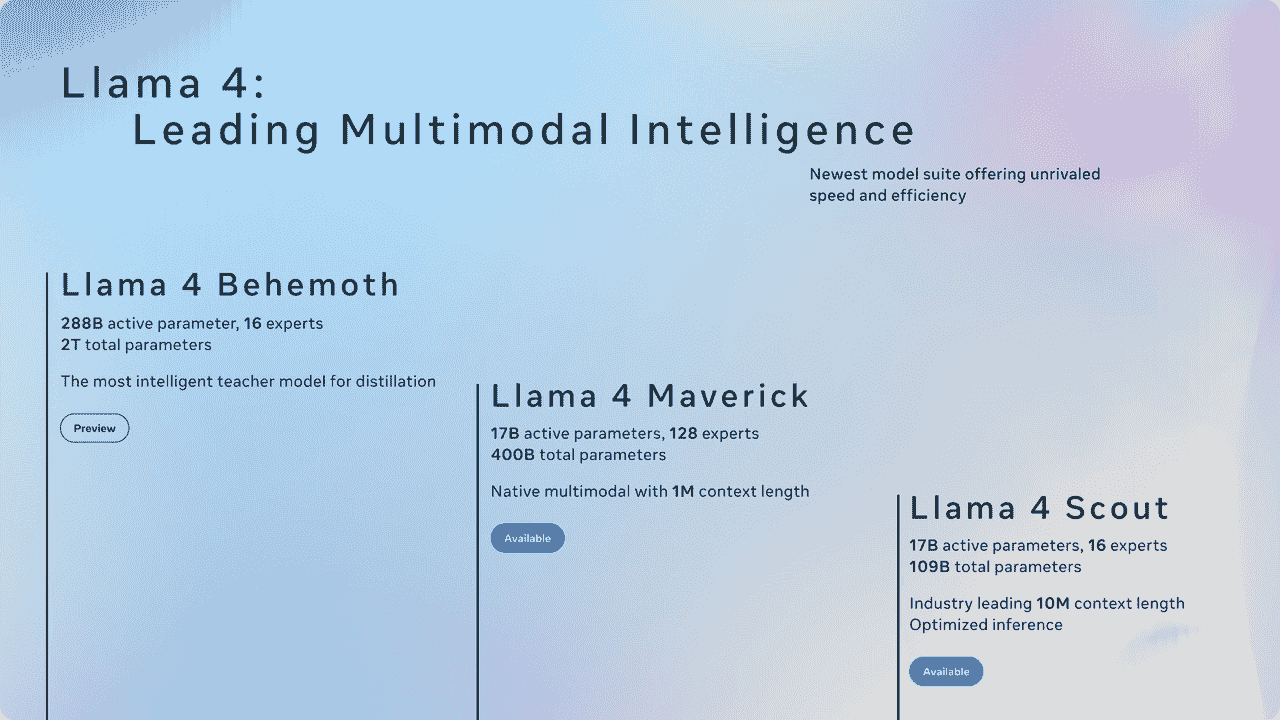 Llama 4:
Leading Multimodal Intelligence
Newest model suite offering unrivaled
speed and efficiency
Llama 4 Behemoth
288B active parameter, 16 experts
2T total parameters
The most intelligent teacher model for distillation
Preview
Llama 4 Maverick
17B active parameters, 128 experts
400B total parameters
Native multimodal with 1M context length
Available
Llama 4 Scout
17B active parameters, 16 experts
109B total parameters
Industry leading 10M context length
Optimized inference
Available